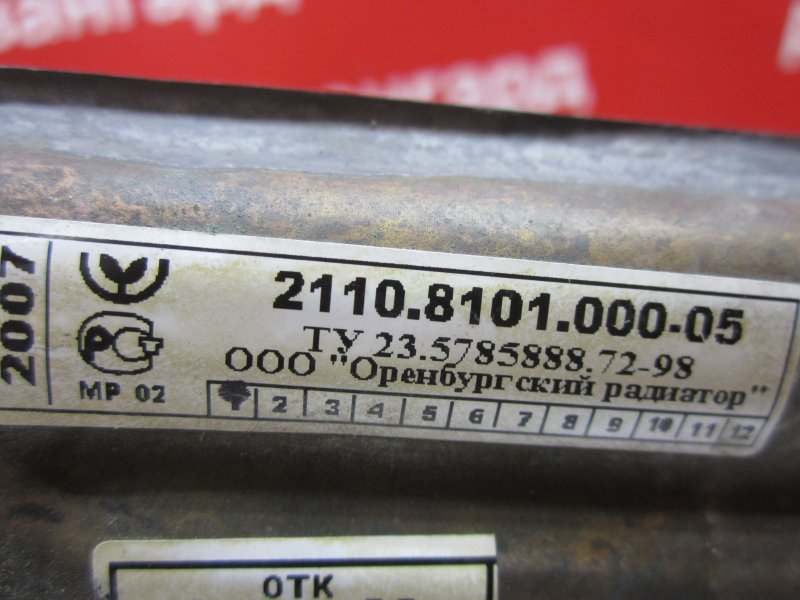 2007
2110.8101.000-05
ТУ 23.5785888.72-98
ООО "Оренбургский радиатор"
МР 02
1 2 3 4 5 6 7 8 9 10 11 12
ОТК